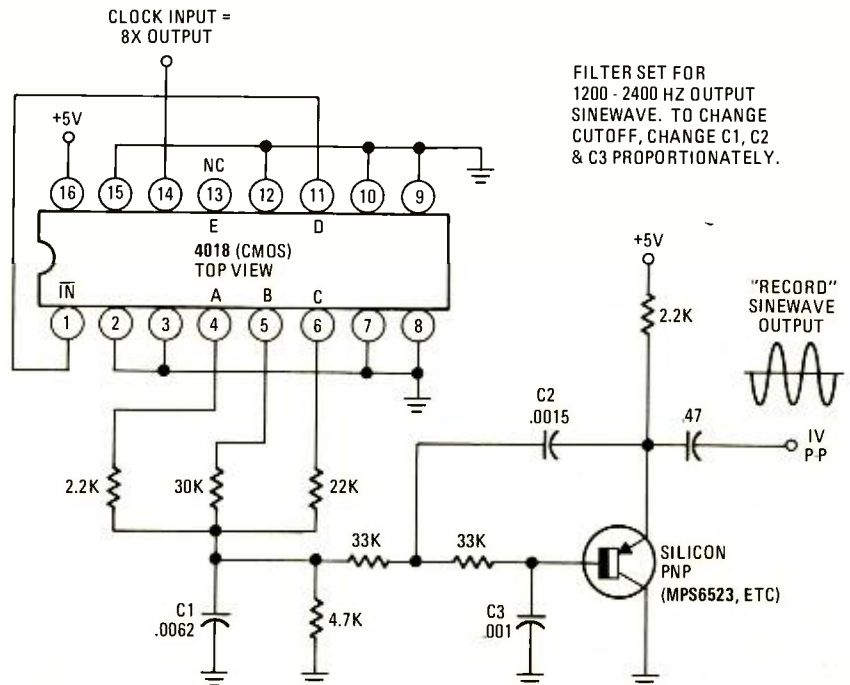 CLOCK INPUT =
8X OUTPUT
FILTER SET FOR
1200 - 2400 HZ OUTPUT
SINEWAVE. TO CHANGE
CUTOFF, CHANGE C1, C2
& C3 PROPORTIONATELY.
+5V
NC
16 15 14 13 12 11 10 9
E D
4018 (CMOS)
TOP VIEW
IN A B C
1 2 3 4 5 6 7 8
+5V
2.2K
"RECORD"
SINEWAVE
OUTPUT
C2
.0015
.47
IV
P-P
2.2K 30K 22K
33K 33K
SILICON
PNP
(MPS6523, ETC)
C1
.0062
4.7K
C3
.001